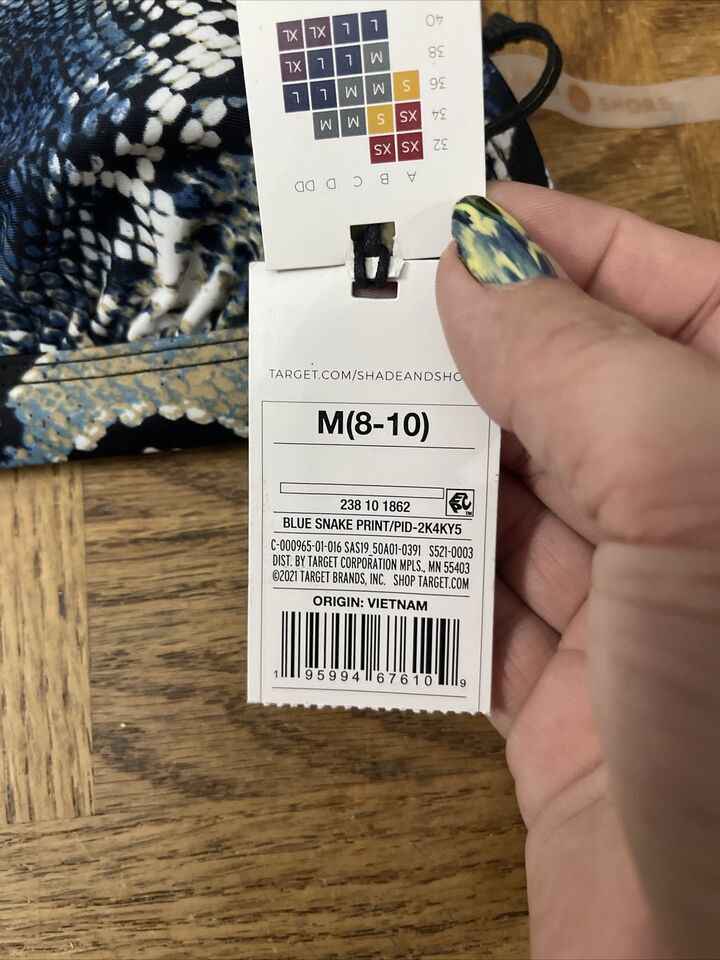 A B C D DD
32 XS XS
34 XS S M M
36 S M M L L
38 M L L XL
40 L L XL XL
SHORE
TARGET.COM/SHADEANDSHO
M(8-10)
238 10 1862
BLUE SNAKE PRINT/PID-2K4KY5
C-000965-01-016 SAS19_50A01-0391 S521-0003
DIST. BY TARGET CORPORATION MPLS., MN 55403
©2021 TARGET BRANDS, INC. SHOP TARGET.COM
ORIGIN: VIETNAM
1 95994 67610 9